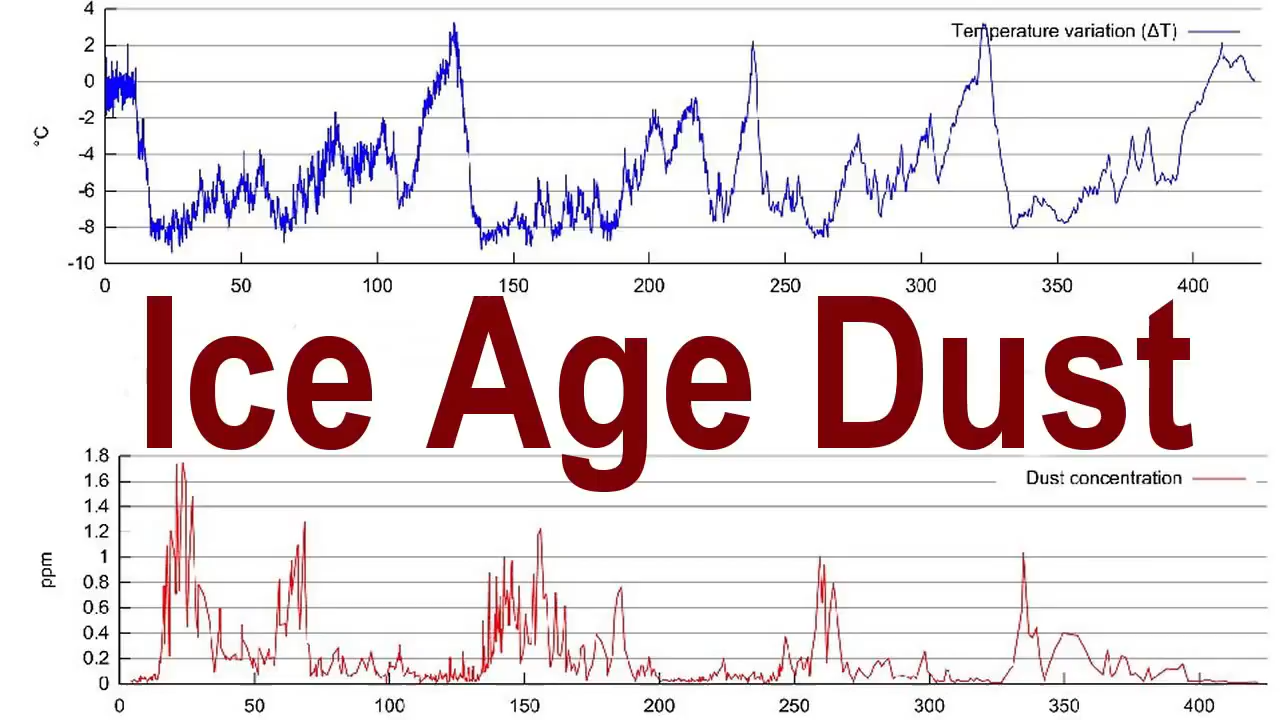 4
Temperature variation (ΔT)
2
0
-2
°C
-4
-6
-8
-10
0 50 100 150 200 250 300 350 400
Ice Age Dust
1.8
Dust concentration
1.6
1.4
1.2
1
ppm
0.8
0.6
0.4
0.2
0
0 50 100 150 200 250 300 350 400